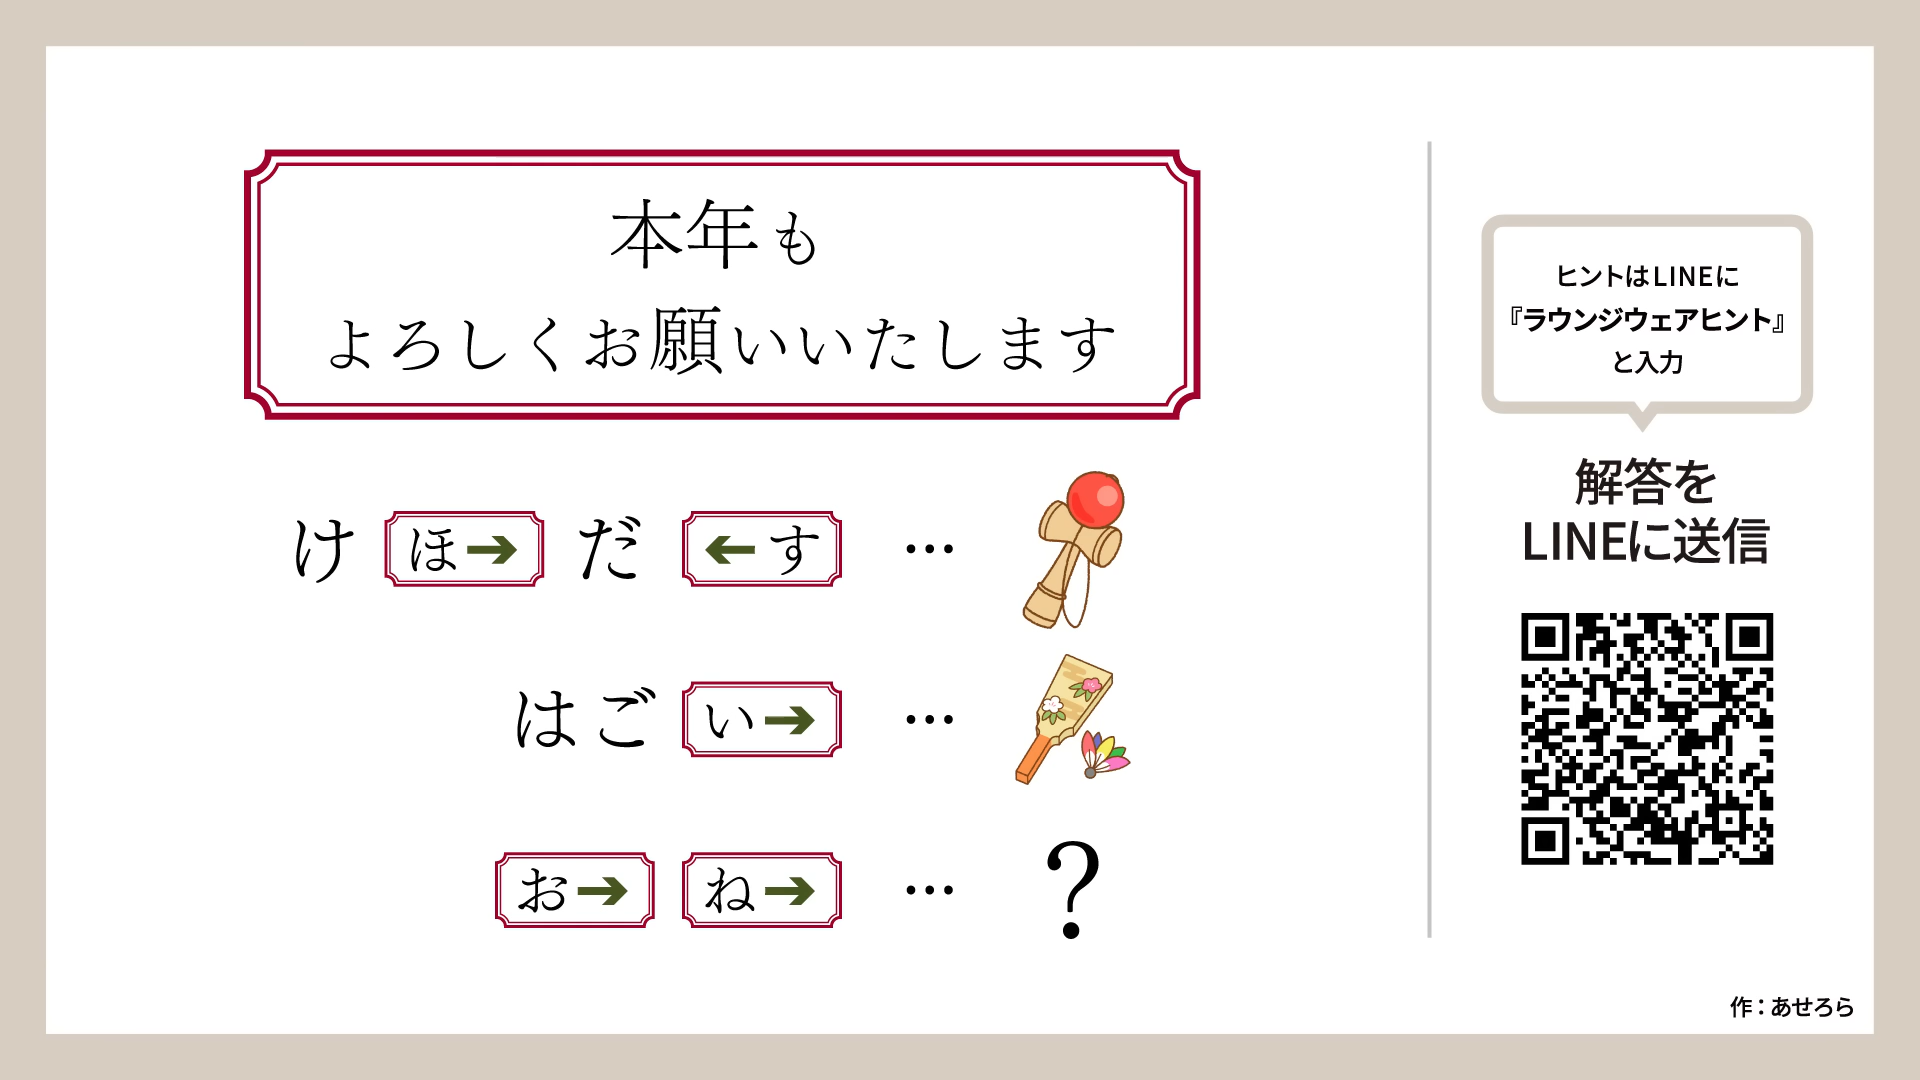 本年も
よろしくお願いいたします
け ほ→ だ ←す …
はご い→ …
お→ ね→ … ?
ヒントはLINEに
『ラウンジウェアヒント』
と入力
解答を
LINEに送信
作：あせろら